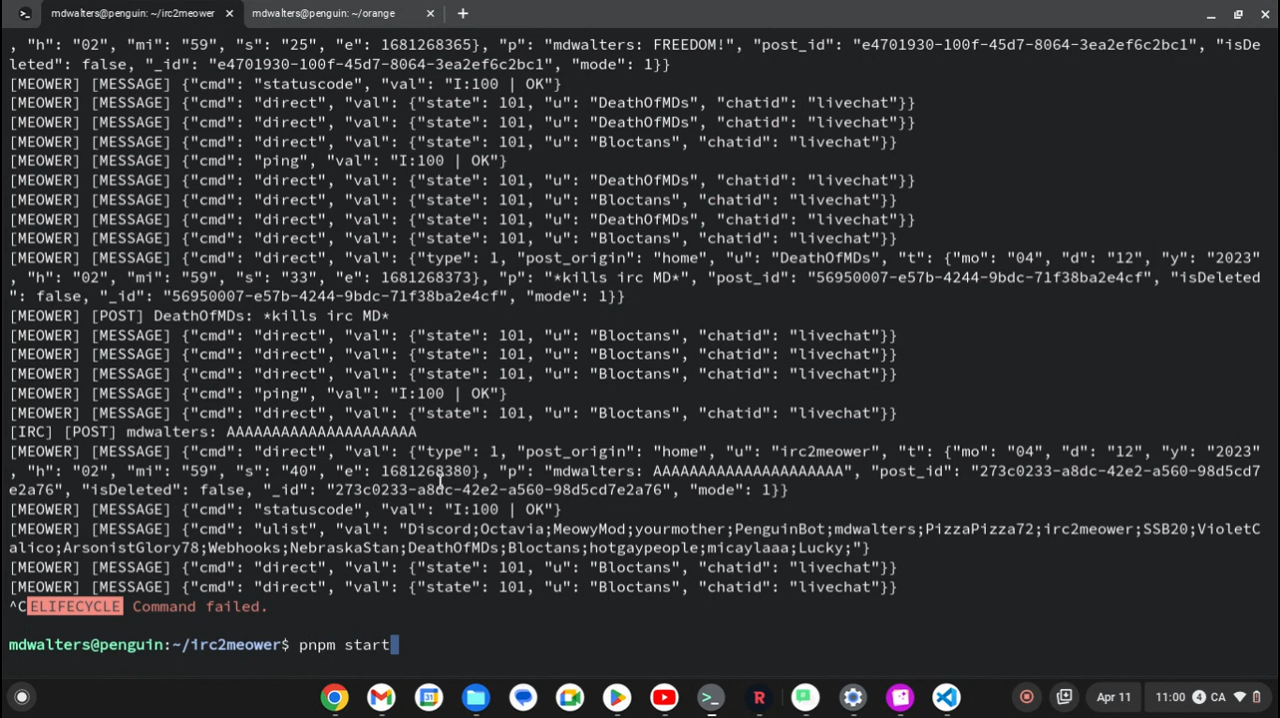 mdwalters@penguin: ~/irc2meower
mdwalters@penguin: ~/orange
, "h": "02", "mi": "59", "s": "25", "e": 1681268365}, "p": "mdwalters: FREEDOM!", "post_id": "e4701930-100f-45d7-8064-3ea2ef6c2bc1", "isDe
leted": false, "_id": "e4701930-100f-45d7-8064-3ea2ef6c2bc1", "mode": 1}}
[MEOWER] [MESSAGE] {"cmd": "statuscode", "val": "I:100 | OK"}
[MEOWER] [MESSAGE] {"cmd": "direct", "val": {"state": 101, "u": "DeathOfMDs", "chatid": "livechat"}}
[MEOWER] [MESSAGE] {"cmd": "direct", "val": {"state": 101, "u": "DeathOfMDs", "chatid": "livechat"}}
[MEOWER] [MESSAGE] {"cmd": "direct", "val": {"state": 101, "u": "Bloctans", "chatid": "livechat"}}
[MEOWER] [MESSAGE] {"cmd": "ping", "val": "I:100 | OK"}
[MEOWER] [MESSAGE] {"cmd": "direct", "val": {"state": 101, "u": "DeathOfMDs", "chatid": "livechat"}}
[MEOWER] [MESSAGE] {"cmd": "direct", "val": {"state": 101, "u": "Bloctans", "chatid": "livechat"}}
[MEOWER] [MESSAGE] {"cmd": "direct", "val": {"state": 101, "u": "DeathOfMDs", "chatid": "livechat"}}
[MEOWER] [MESSAGE] {"cmd": "direct", "val": {"state": 101, "u": "Bloctans", "chatid": "livechat"}}
[MEOWER] [MESSAGE] {"cmd": "direct", "val": {"type": 1, "post_origin": "home", "u": "DeathOfMDs", "t": {"mo": "04", "d": "12", "y": "2023"
, "h": "02", "mi": "59", "s": "33", "e": 1681268373}, "p": "*kills irc MD*", "post_id": "56950007-e57b-4244-9bdc-71f38ba2e4cf", "isDeleted
": false, "_id": "56950007-e57b-4244-9bdc-71f38ba2e4cf", "mode": 1}}
[MEOWER] [POST] DeathOfMDs: *kills irc MD*
[MEOWER] [MESSAGE] {"cmd": "direct", "val": {"state": 101, "u": "Bloctans", "chatid": "livechat"}}
[MEOWER] [MESSAGE] {"cmd": "direct", "val": {"state": 101, "u": "Bloctans", "chatid": "livechat"}}
[MEOWER] [MESSAGE] {"cmd": "direct", "val": {"state": 101, "u": "Bloctans", "chatid": "livechat"}}
[MEOWER] [MESSAGE] {"cmd": "ping", "val": "I:100 | OK"}
[MEOWER] [MESSAGE] {"cmd": "direct", "val": {"state": 101, "u": "Bloctans", "chatid": "livechat"}}
[IRC] [POST] mdwalters: AAAAAAAAAAAAAAAAAAAAA
[MEOWER] [MESSAGE] {"cmd": "direct", "val": {"type": 1, "post_origin": "home", "u": "irc2meower", "t": {"mo": "04", "d": "12", "y": "2023"
, "h": "02", "mi": "59", "s": "40", "e": 1681268380}, "p": "mdwalters: AAAAAAAAAAAAAAAAAAAAA", "post_id": "273c0233-a8dc-42e2-a560-98d5cd7
e2a76", "isDeleted": false, "_id": "273c0233-a8dc-42e2-a560-98d5cd7e2a76", "mode": 1}}
[MEOWER] [MESSAGE] {"cmd": "statuscode", "val": "I:100 | OK"}
[MEOWER] [MESSAGE] {"cmd": "ulist", "val": "Discord;Octavia;MeowyMod;yourmother;PenguinBot;mdwalters;PizzaPizza72;irc2meower;SSB20;VioletC
alico;ArsonistGlory78;Webhooks;NebraskaStan;DeathOfMDs;Bloctans;hotgaypeople;micaylaaa;Lucky;"}
[MEOWER] [MESSAGE] {"cmd": "direct", "val": {"state": 101, "u": "Bloctans", "chatid": "livechat"}}
[MEOWER] [MESSAGE] {"cmd": "direct", "val": {"state": 101, "u": "Bloctans", "chatid": "livechat"}}
^C ELIFECYCLE Command failed.
mdwalters@penguin:~/irc2meower$ pnpm start
Apr 11 11:00 4 CA